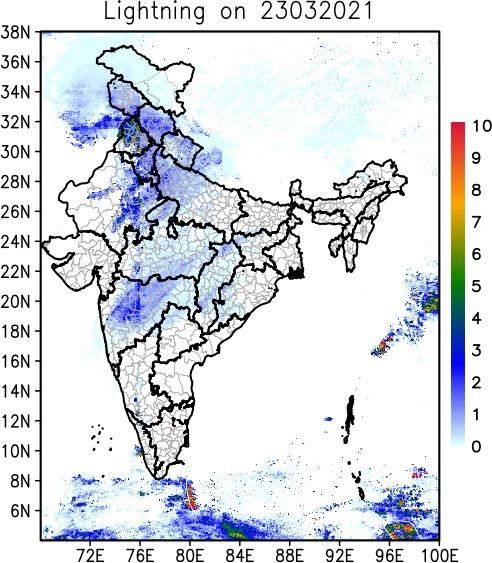 Lightning on 23032021
38N
36N
34N
32N
30N
28N
26N
24N
22N
20N
18N
16N
14N
12N
10N
8N
6N
72E 76E 80E 84E 88E 92E 96E 100E
10
9
8
7
6
5
4
3
2
1
0